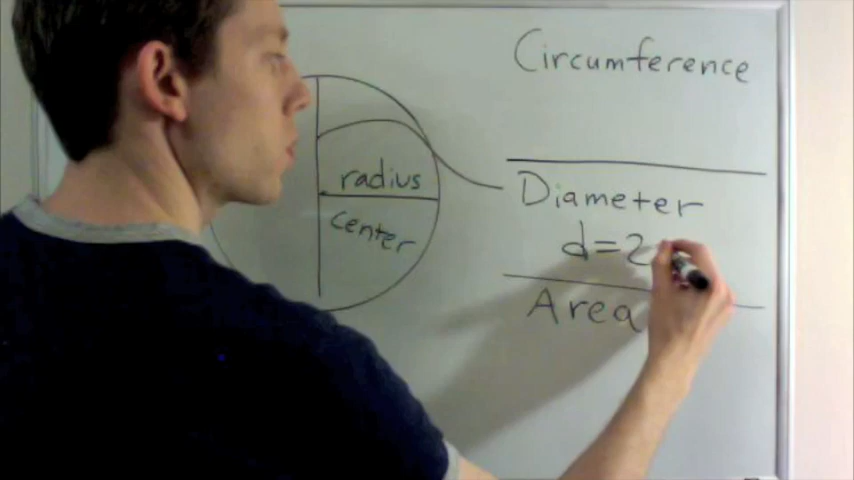 Circumference
radius
center
Diameter
d=2
Area